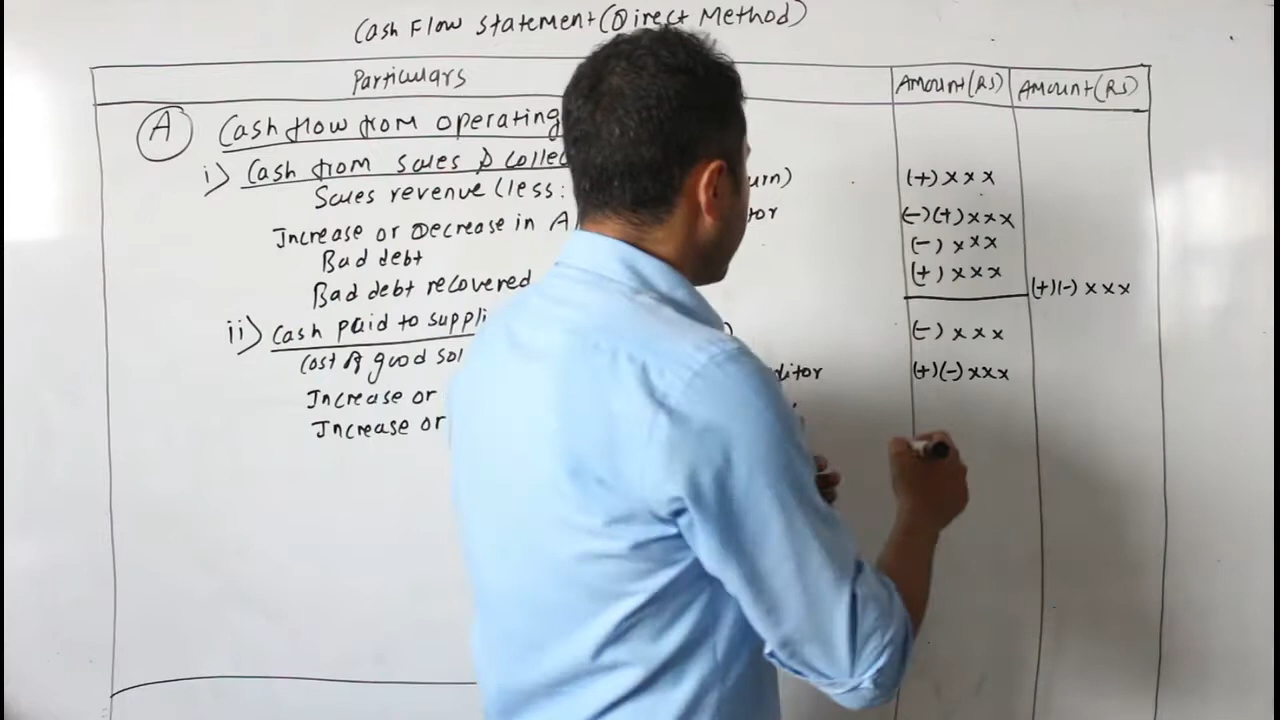 Cash Flow Statement (Direct Method)
Particulars Amount (RS) Amount (RS)
A Cash flow from operating
i) Cash from sales & collec
Sales revenue (less: urn) (+) x x x
Increase or Decrease in A tor (-)(+) x x x
Bad debt (-) x x x
Bad debt recovered (+) x x x
(+)(-) x x x
ii) Cash paid to suppli
Cost of good sol ) (-) x x x
Increase or ditor (+)(-) x x x
Increase or